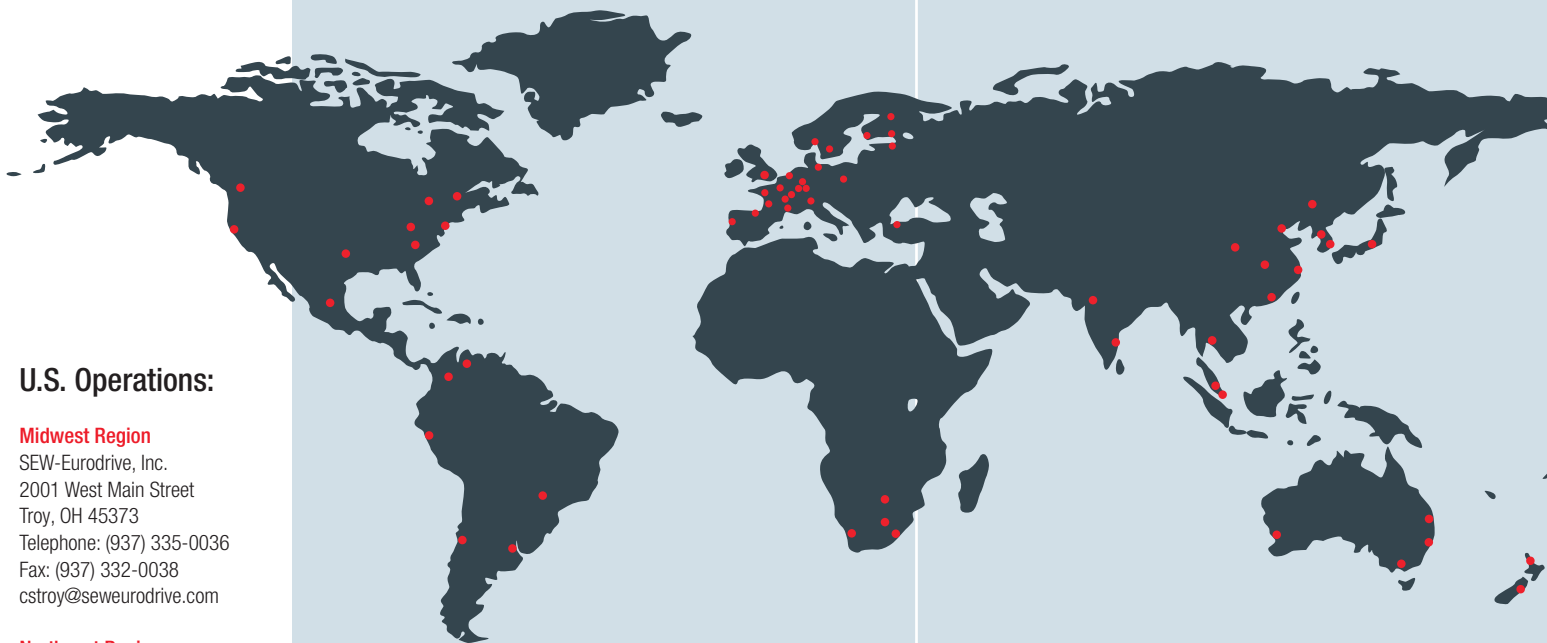 U.S. Operations:
Midwest Region
SEW-Eurodrive, Inc.
2001 West Main Street
Troy, OH 45373
Telephone: (937) 335-0036
Fax: (937) 332-0038
cstroy@seweurodrive.com